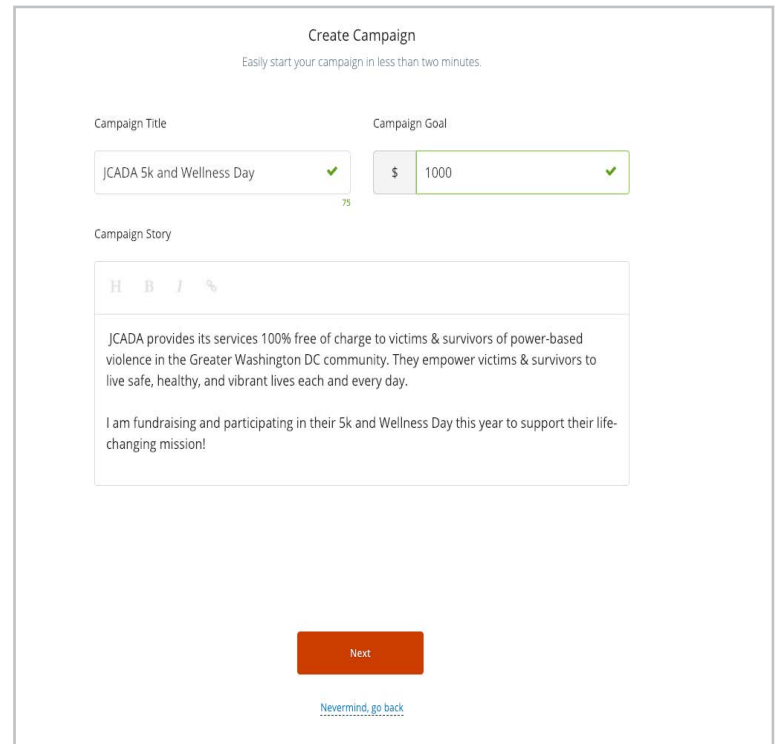 Create Campaign
Easily start your campaign in less than two minutes.
Campaign Title
Campaign Goal
JCADA 5k and Wellness Day
$ 1000
75
Campaign Story
H B I
JCADA provides its services 100% free of charge to victims & survivors of power-based
violence in the Greater Washington DC community. They empower victims & survivors to
live safe, healthy, and vibrant lives each and every day.
I am fundraising and participating in their 5k and Wellness Day this year to support their life-
changing mission!
Next
Nevermind, go back